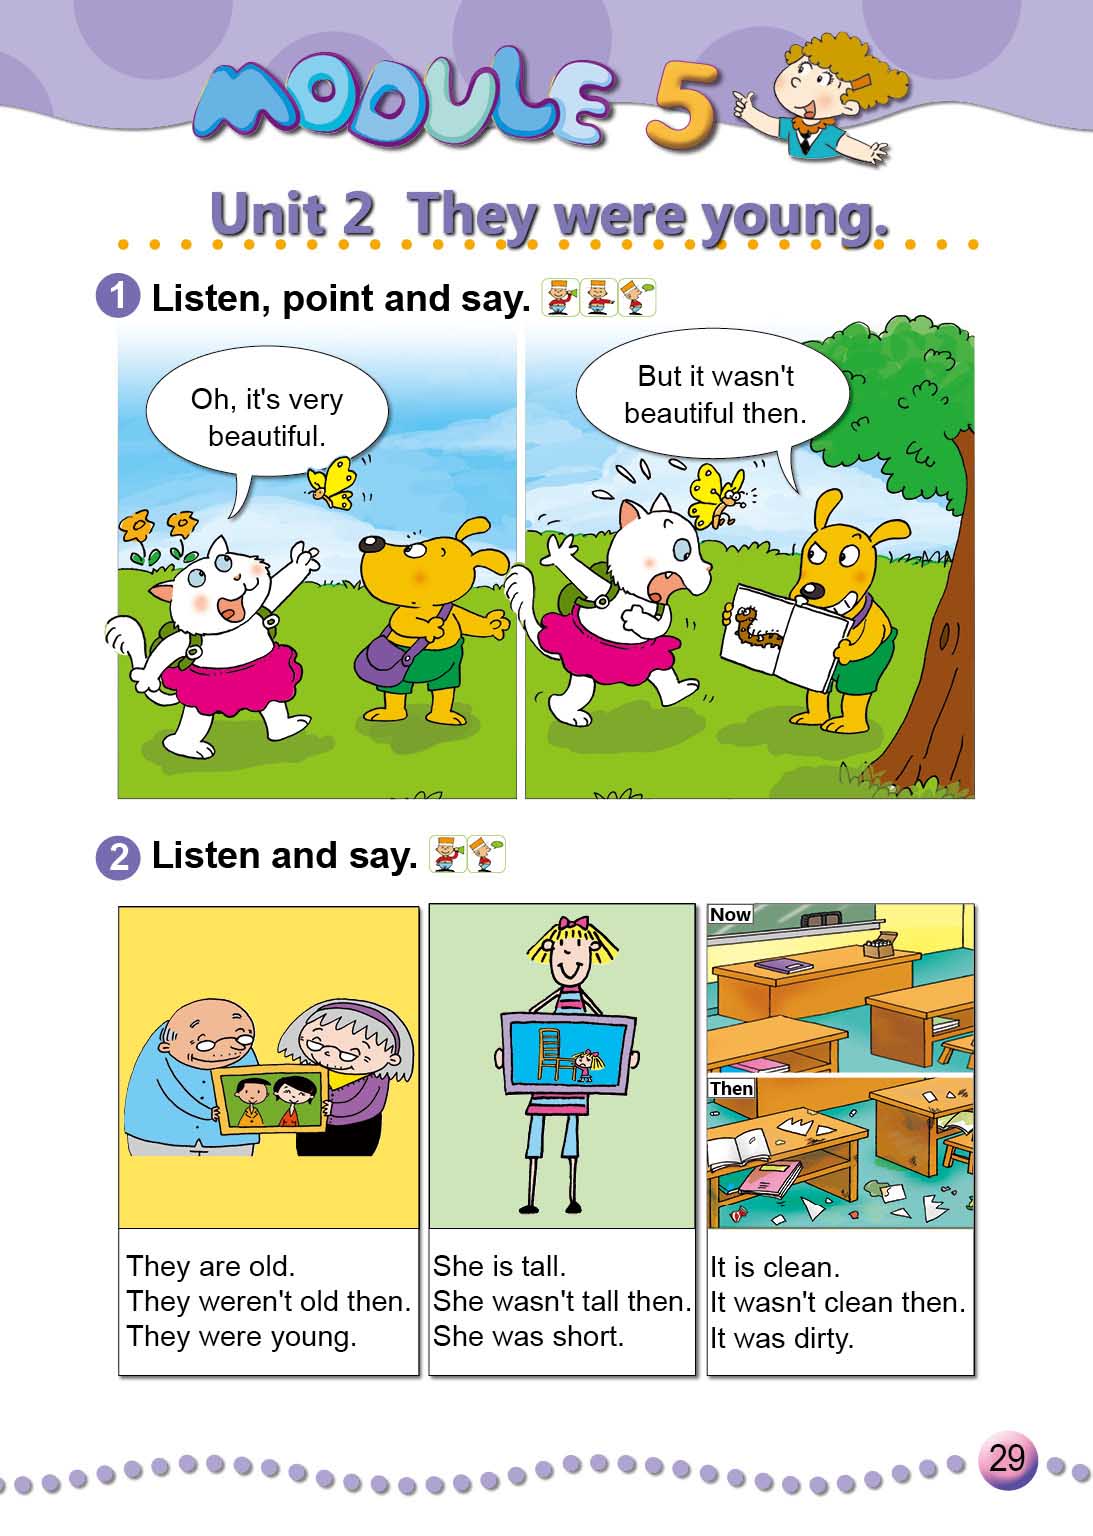 MODULE 5
Unit 2 They were young.
1 Listen, point and say.
Oh, it's very
beautiful.
But it wasn't
beautiful then.
2 Listen and say.
Now
Then
They are old.
They weren't old then.
They were young.
She is tall.
She wasn't tall then.
She was short.
It is clean.
It wasn't clean then.
It was dirty.
29